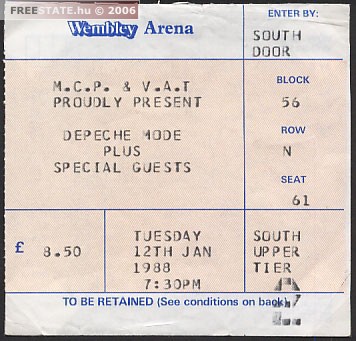 FREESTATE.hu © 2006
Wembley Arena
ENTER BY:
SOUTH
DOOR
M.C.P. & V.A.T
PROUDLY PRESENT
BLOCK
56
DEPECHE MODE
PLUS
SPECIAL GUESTS
ROW
N
SEAT
61
£ 8.50
TUESDAY
12TH JAN
1988
7:30PM
SOUTH
UPPER
TIER
TO BE RETAINED (See conditions on back)